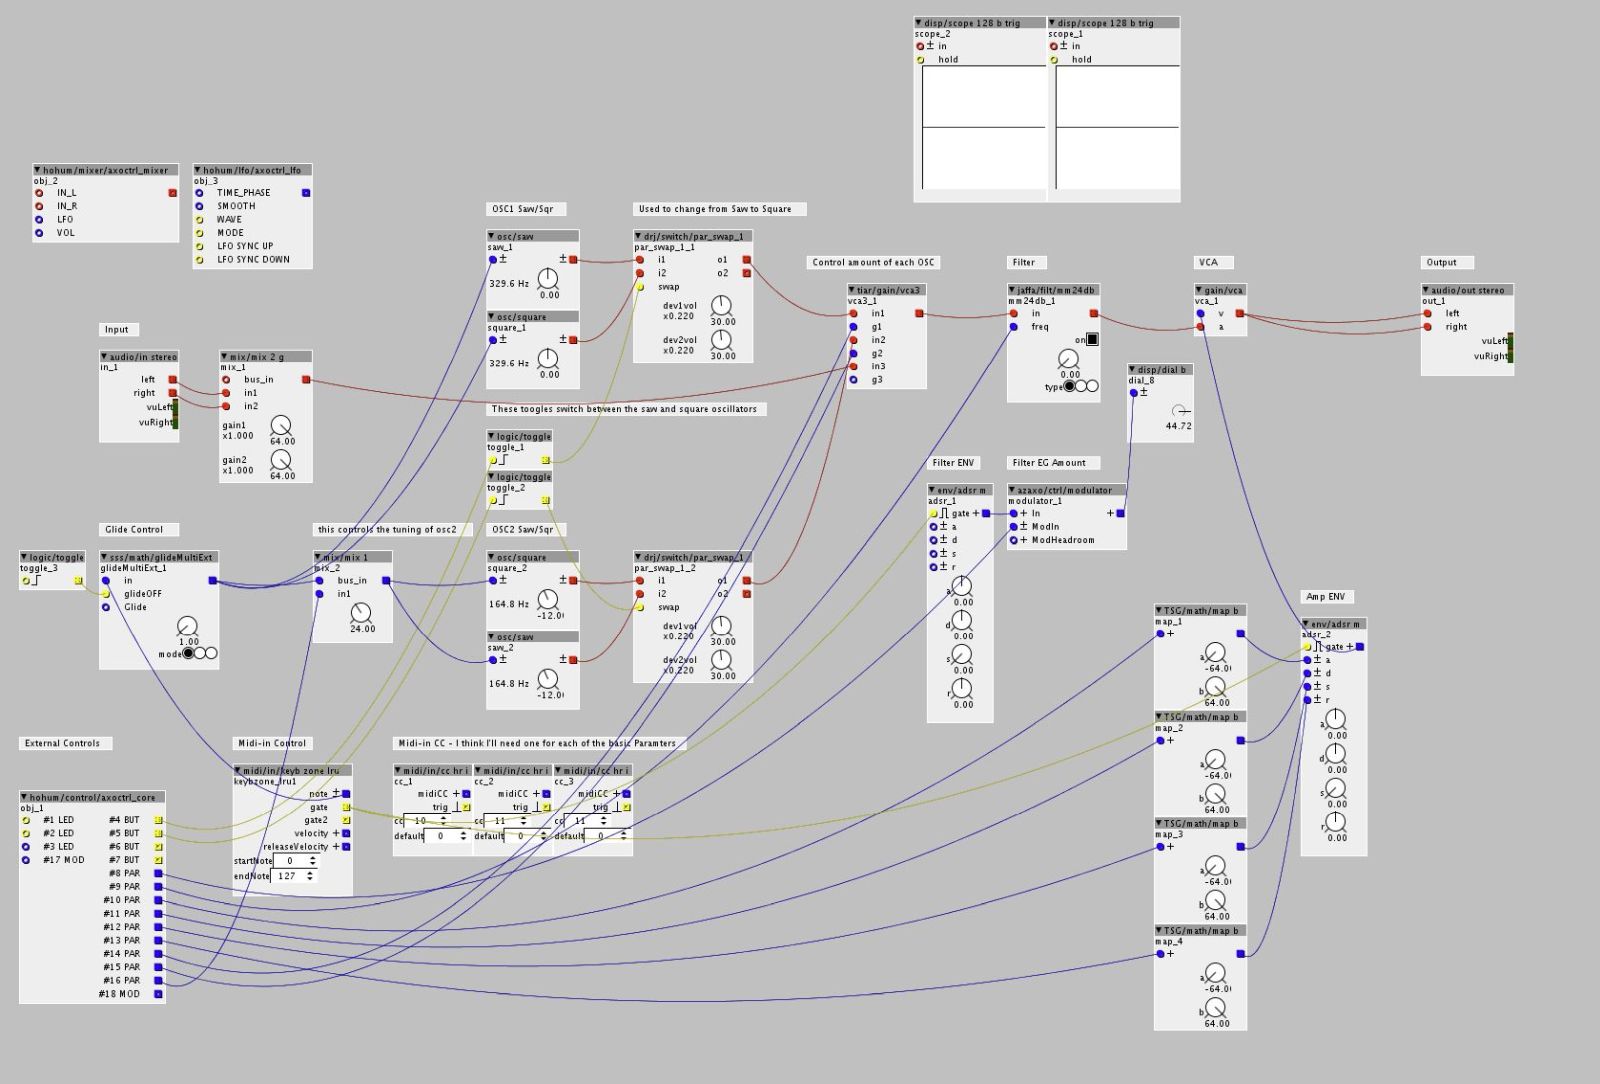 disp/scope 128 b trig
scope_2
in
hold
disp/scope 128 b trig
scope_1
in
hold
hohum/mixer/axoctrl_mixer
obj_2
IN_L
IN_R
LFO
VOL
hohum/lfo/axoctrl_lfo
obj_3
TIME_PHASE
SMOOTH
WAVE
MODE
LFO SYNC UP
LFO SYNC DOWN
OSC1 Saw/Sqr
osc/saw
saw_1
329.6 Hz
0.00
osc/square
square_1
329.6 Hz
0.00
Used to change from Saw to Square
drj/switch/par_swap_1
par_swap_1_1
i1 o1
i2 o2
swap
dev1vol
x0.220
30.00
dev2vol
x0.220
30.00
Control amount of each OSC
tiar/gain/vca3
vca3_1
in1
g1
in2
g2
in3
g3
Filter
jaffa/filt/mm24db
mm24db_1
in
freq
on
0.00
type
VCA
gain/vca
vca_1
v
a
Output
audio/out stereo
out_1
left
right
vuLeft
vuRight
disp/dial b
dial_8
44.72
Input
audio/in stereo
in_1
left
right
vuLeft
vuRight
mix/mix 2 g
mix_1
bus_in
in1
in2
gain1
x1.000
64.00
gain2
x1.000
64.00
These toogles switch between the saw and square oscillators
logic/toggle
toggle_1
logic/toggle
toggle_2
Filter ENV
env/adsr m
adsr_1
gate +
a
d
s
r
a
0.00
d
0.00
s
0.00
r
0.00
Filter EG Amount
azaxo/ctrl/modulator
modulator_1
+ In +
ModIn
+ ModHeadroom
Glide Control
logic/toggle
toggle_3
sss/math/glideMultiExt
glideMultiExt_1
in
glideOFF
Glide
1.00
mode
this controls the tuning of osc2
mix/mix 1
mix_2
bus_in
in1
24.00
OSC2 Saw/Sqr
osc/square
square_2
164.8 Hz
-12.0
osc/saw
saw_2
164.8 Hz
-12.0
drj/switch/par_swap_1
par_swap_1_2
i1 o1
i2 o2
swap
dev1vol
x0.220
30.00
dev2vol
x0.220
30.00
TSG/math/map b
map_1
+
a
-64.0
b
64.00
TSG/math/map b
map_2
+
a
-64.0
b
64.00
TSG/math/map b
map_3
+
a
-64.0
b
64.00
TSG/math/map b
map_4
+
a
-64.0
b
64.00
Amp ENV
env/adsr m
adsr_2
gate +
a
d
s
r
a
0.00
d
0.00
s
0.00
r
0.00
External Controls
hohum/control/axoctrl_core
obj_1
#1 LED #4 BUT
#2 LED #5 BUT
#3 LED #6 BUT
#17 MOD #7 BUT
#8 PAR
#9 PAR
#10 PAR
#11 PAR
#12 PAR
#13 PAR
#14 PAR
#15 PAR
#16 PAR
#18 MOD
Midi-in Control
midi/in/keyb zone lru
keybzone_lru1
note
gate
gate2
velocity +
releaseVelocity +
startNote 0
endNote 127
Midi-in CC - I think I'll need one for each of the basic Paramters
midi/in/cc hr i
cc_1
midiCC +
trig
cc 10
default 0
midi/in/cc hr i
cc_2
midiCC +
trig
cc 11
default 0
midi/in/cc hr i
cc_3
midiCC +
trig
cc 11
default 0